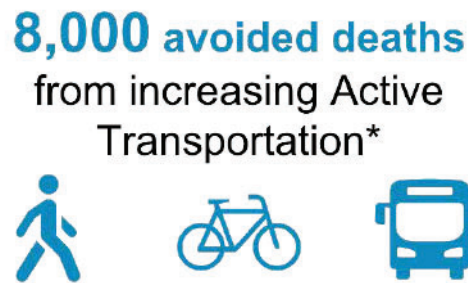 8,000 avoided deaths
from increasing Active
Transportation*